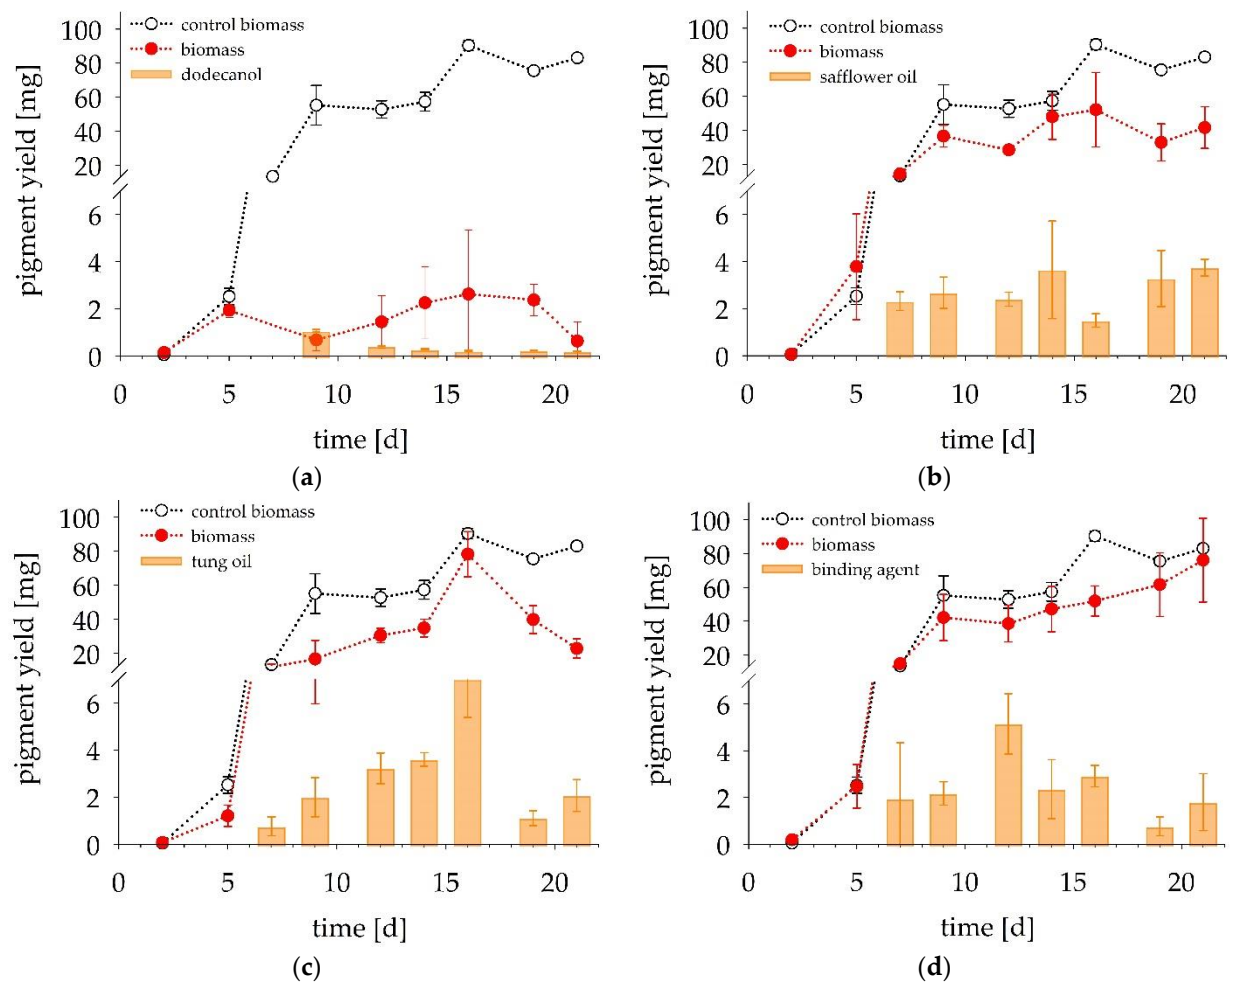 control biomass
biomass
dodecanol
pigment yield [mg]
100
80
60
40
20
6
4
2
0
0 5 10 15 20
time [d]
(a)
control biomass
biomass
safflower oil
pigment yield [mg]
100
80
60
40
20
6
4
2
0
0 5 10 15 20
time [d]
(b)
control biomass
biomass
tung oil
pigment yield [mg]
100
80
60
40
20
6
4
2
0
0 5 10 15 20
time [d]
(c)
control biomass
biomass
binding agent
pigment yield [mg]
100
80
60
40
20
6
4
2
0
0 5 10 15 20
time [d]
(d)